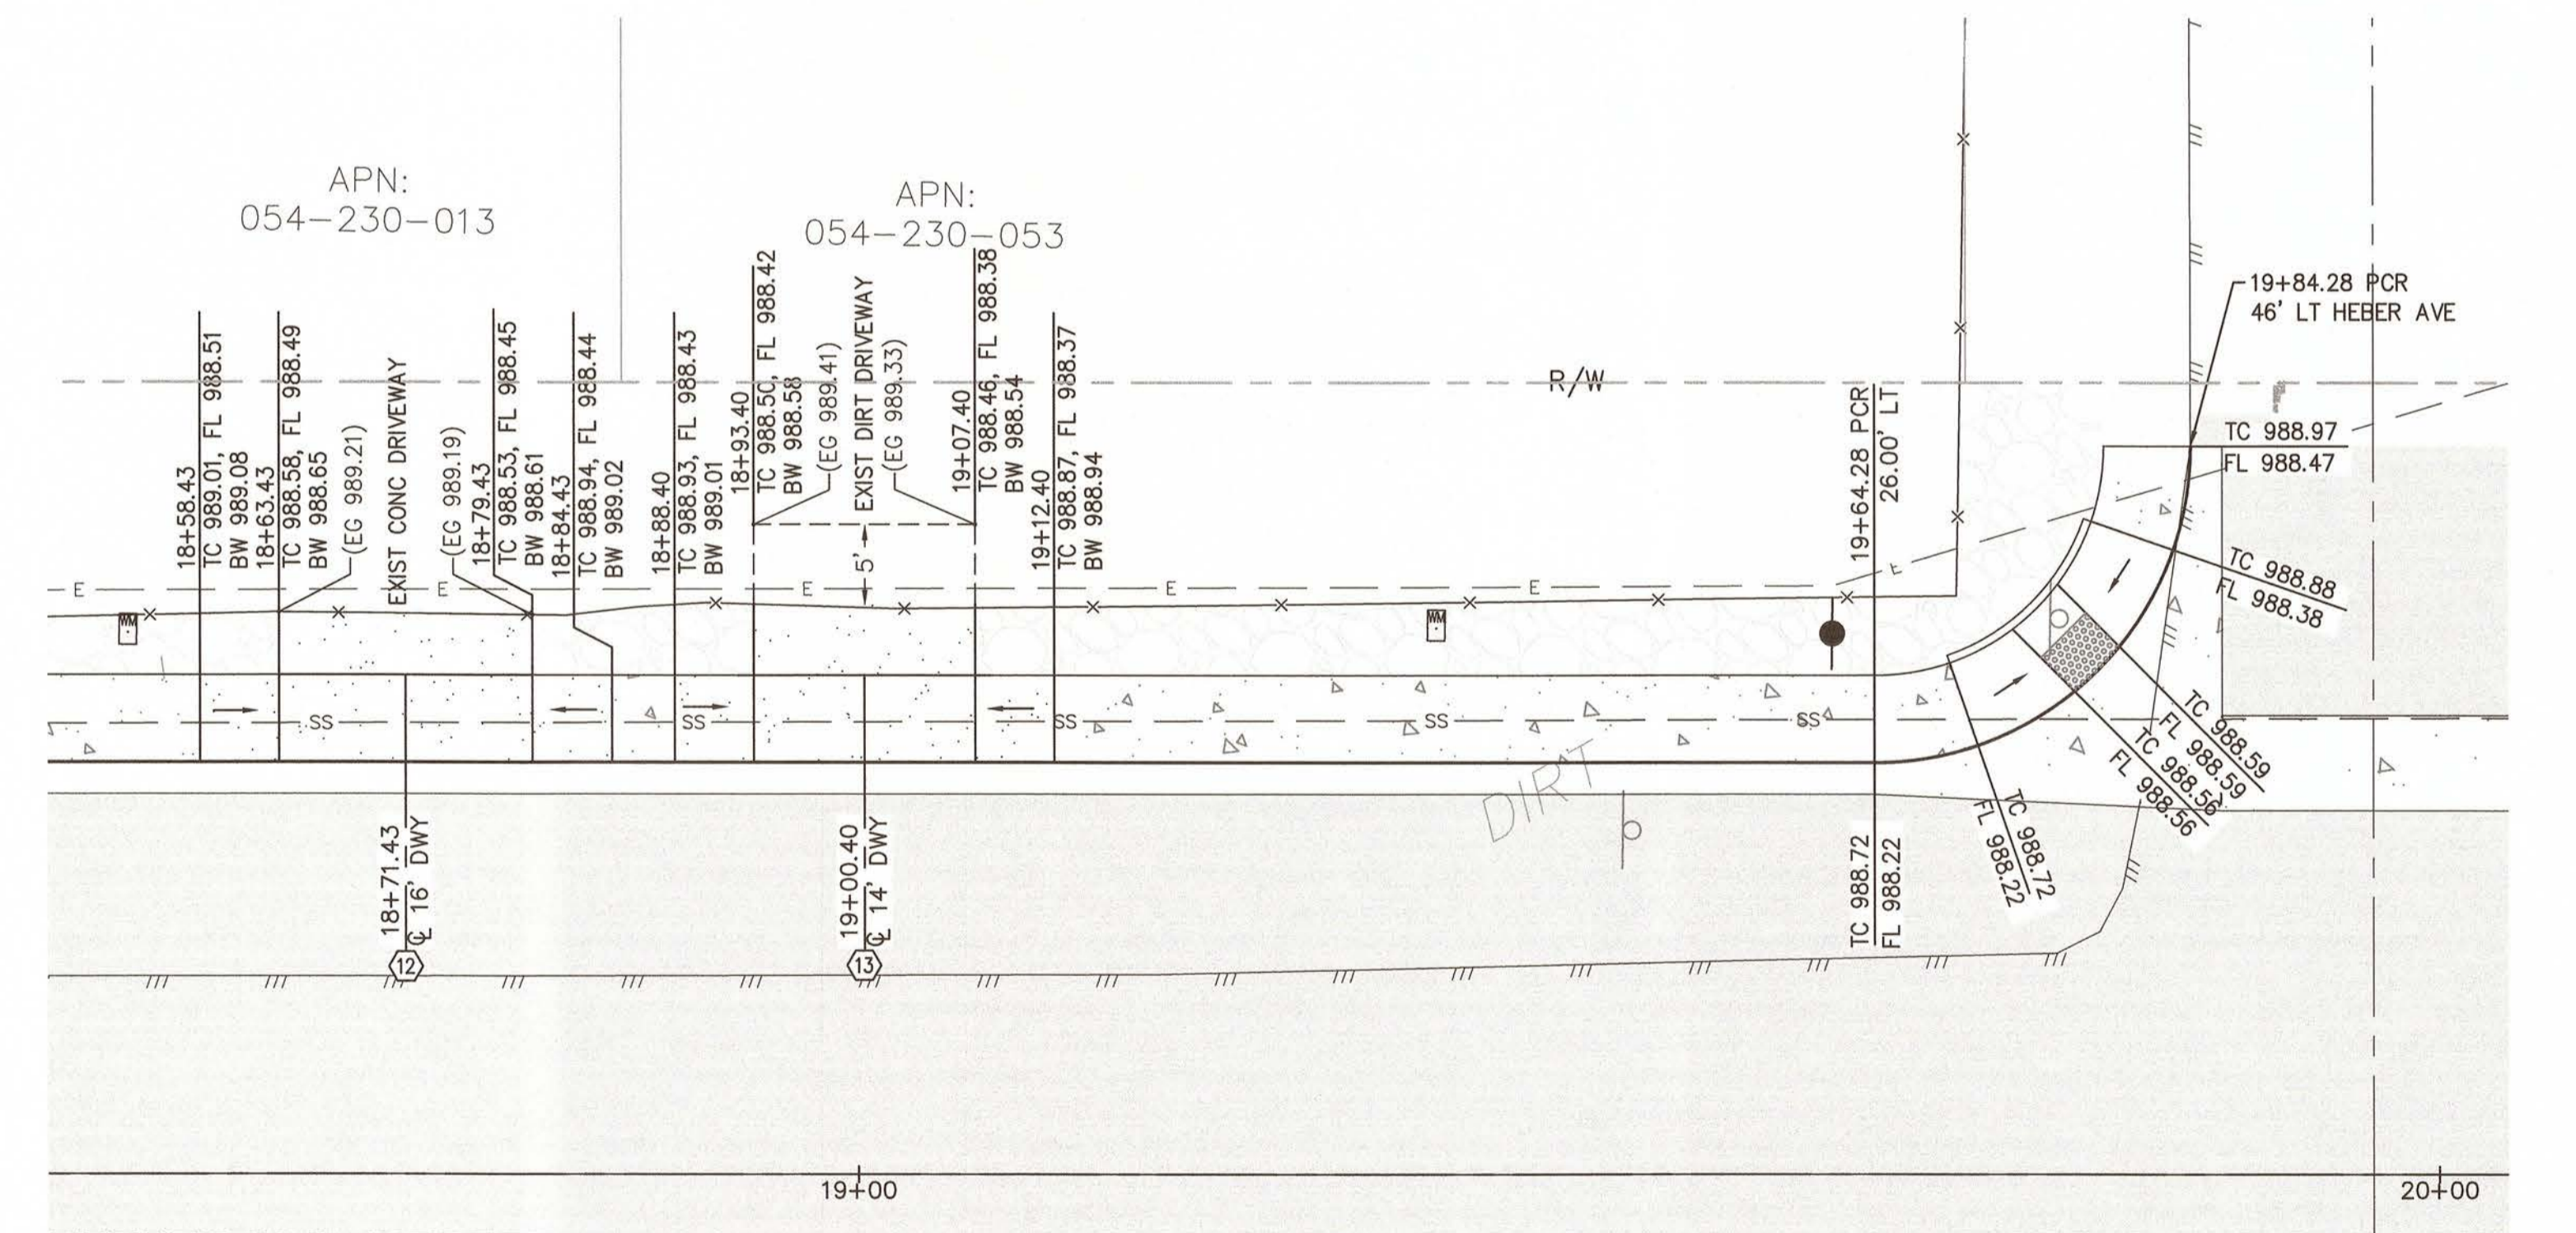 APN:
054-230-013
APN:
054-230-053
18+58.43
TC 989.01, FL 988.51
BW 989.08
18+63.43
TC 988.58, FL 988.49
BW 988.65
(EG 989.21)
EXIST CONC DRIVEWAY
(EG 989.19)
18+79.43
TC 988.53, FL 988.45
BW 988.61
18+84.43
TC 988.94, FL 988.44
BW 989.02
18+88.40
TC 988.93, FL 988.43
BW 989.01
18+93.40
TC 988.50, FL 988.42
BW 988.58
(EG 989.41)
EXIST DIRT DRIVEWAY
5'
(EG 989.33)
19+07.40
TC 988.46, FL 988.38
BW 988.54
19+12.40
TC 988.87, FL 988.37
BW 988.94
R/W
19+64.28 PCR
26.00' LT
19+84.28 PCR
46' LT HEBER AVE
TC 988.97
FL 988.47
TC 988.88
FL 988.38
E
E
E
E
E
E
WM
WM
SS
SS
SS
SS
SS
TC 988.59
FL 988.59
TC 988.56
FL 988.56
TC 988.72
FL 988.22
TC 988.72
FL 988.22
DIRT
18+71.43
℄ 16' DWY
12
19+00.40
℄ 14' DWY
13
19+00
20+00